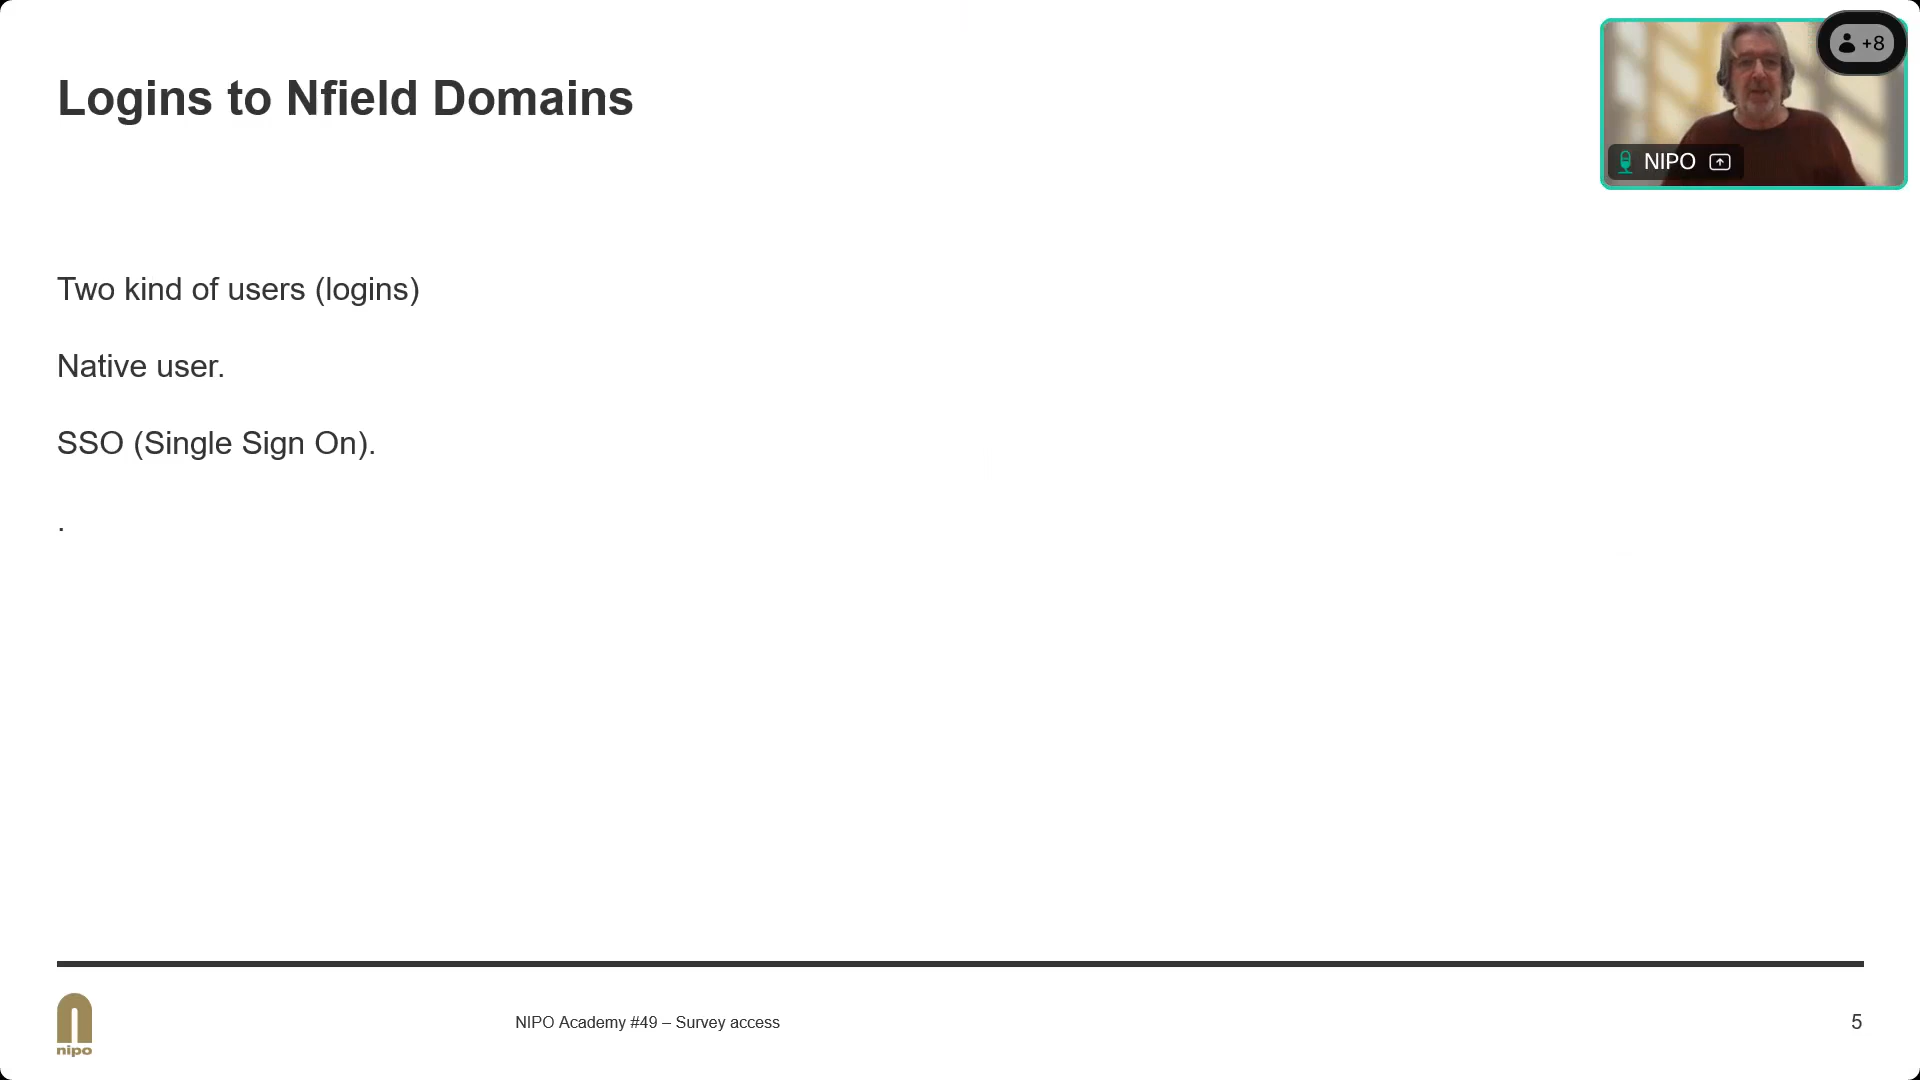 Logins to Nfield Domains
+8
NIPO
Two kind of users (logins)
Native user.
SSO (Single Sign On).
.
nipo
NIPO Academy #49 – Survey access
5